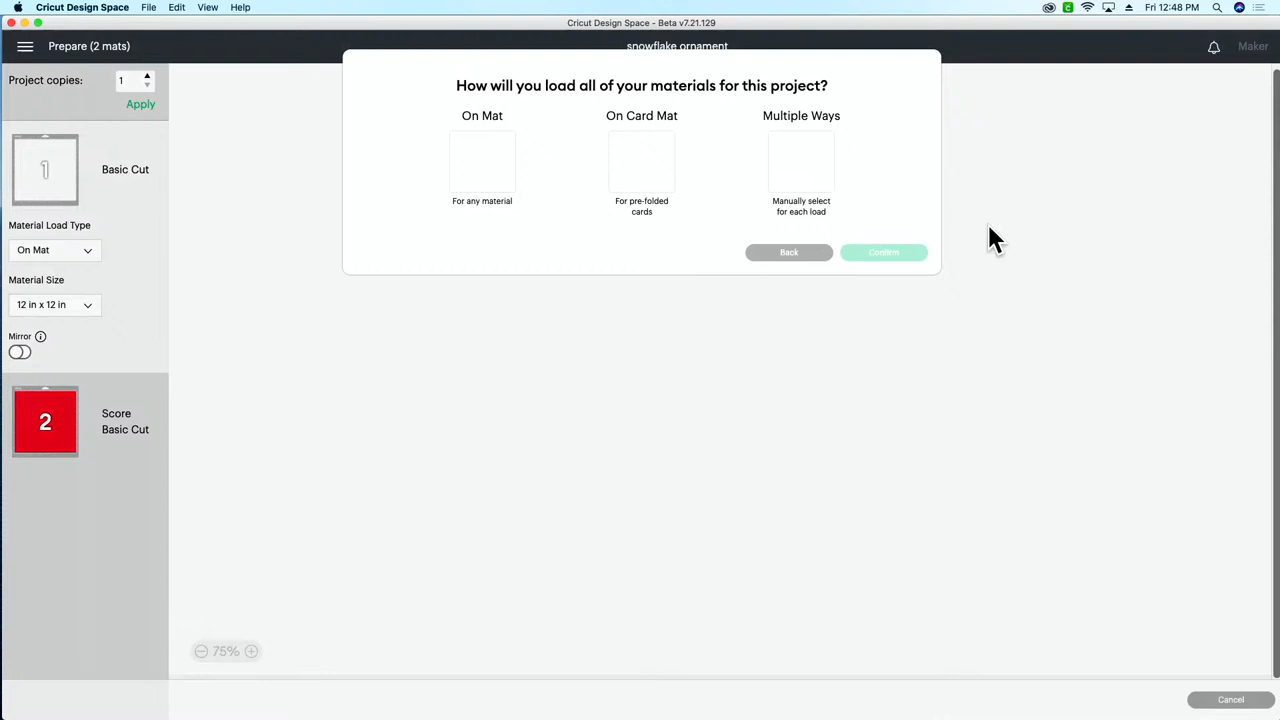 Cricut Design Space File Edit View Help Fri 12:48 PM
Cricut Design Space - Beta v7.21.129
Prepare (2 mats) snowflake ornament Maker
Project copies: 1
Apply
1 Basic Cut
Material Load Type
On Mat
Material Size
12 in x 12 in
Mirror
2 Score
Basic Cut
How will you load all of your materials for this project?
On Mat On Card Mat Multiple Ways
For any material For pre-folded Manually select
cards for each load
Back Confirm
75%
Cancel